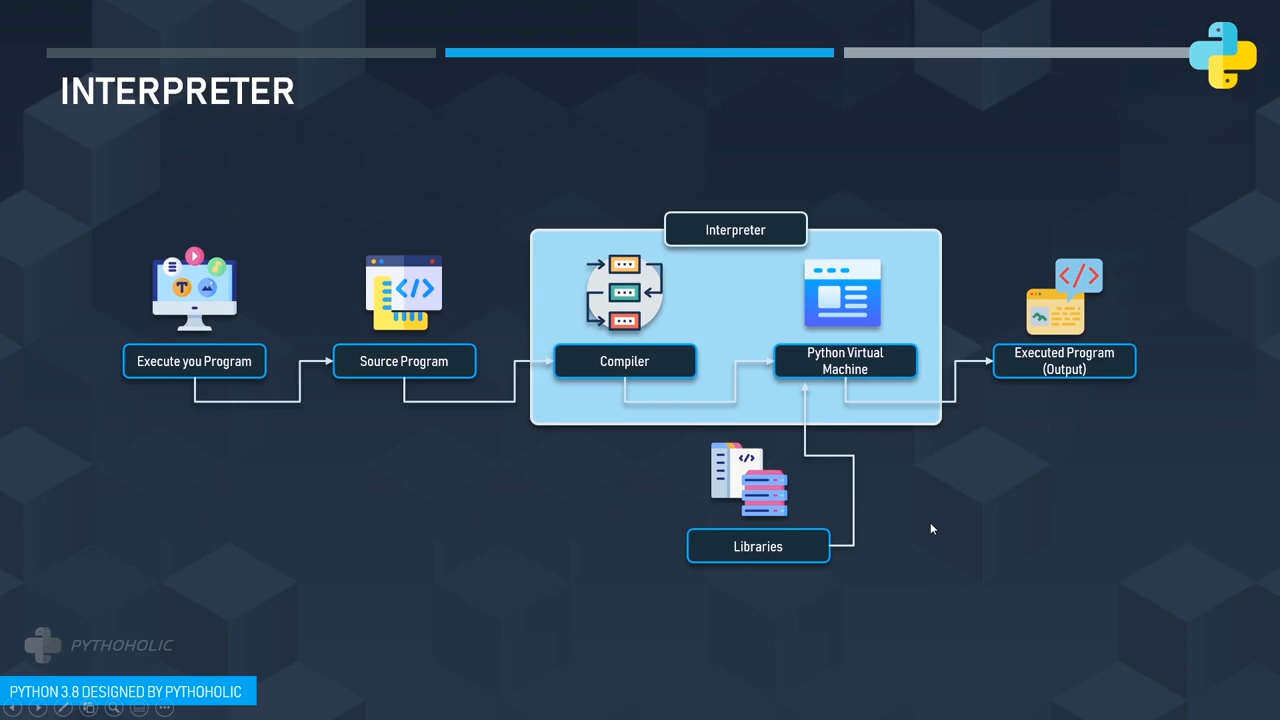 INTERPRETER
Interpreter
Execute you Program
Source Program
Compiler
Python Virtual
Machine
Executed Program
(Output)
Libraries
PYTHOHOLIC
PYTHON 3.8 DESIGNED BY PYTHOHOLIC